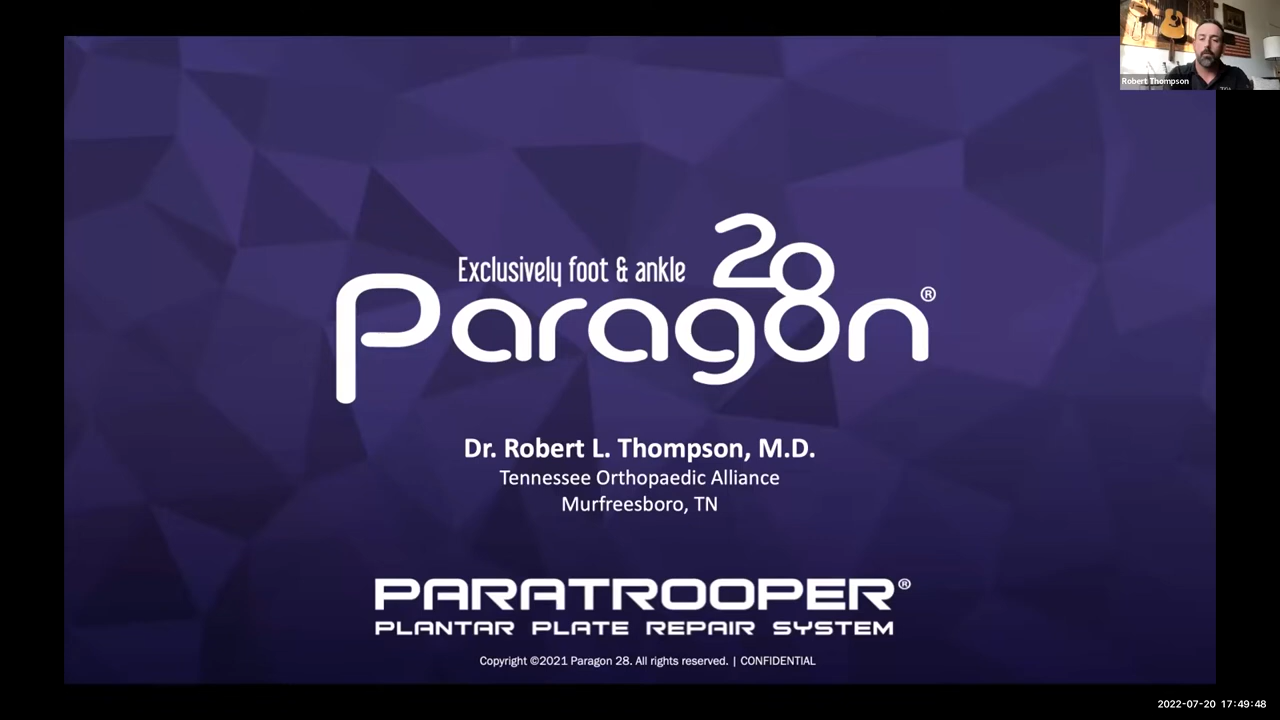 Robert Thompson
Exclusively foot & ankle
Paragon 28®
Dr. Robert L. Thompson, M.D.
Tennessee Orthopaedic Alliance
Murfreesboro, TN
PARATROOPER®
PLANTAR PLATE REPAIR SYSTEM
Copyright ©2021 Paragon 28. All rights reserved. | CONFIDENTIAL
2022-07-20 17:49:48